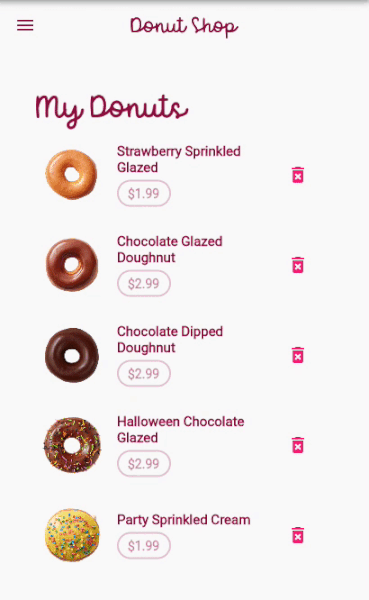 Donut Shop
My Donuts
Strawberry Sprinkled
Glazed
$1.99
Chocolate Glazed
Doughnut
$2.99
Chocolate Dipped
Doughnut
$2.99
Halloween Chocolate
Glazed
$2.99
Party Sprinkled Cream
$1.99